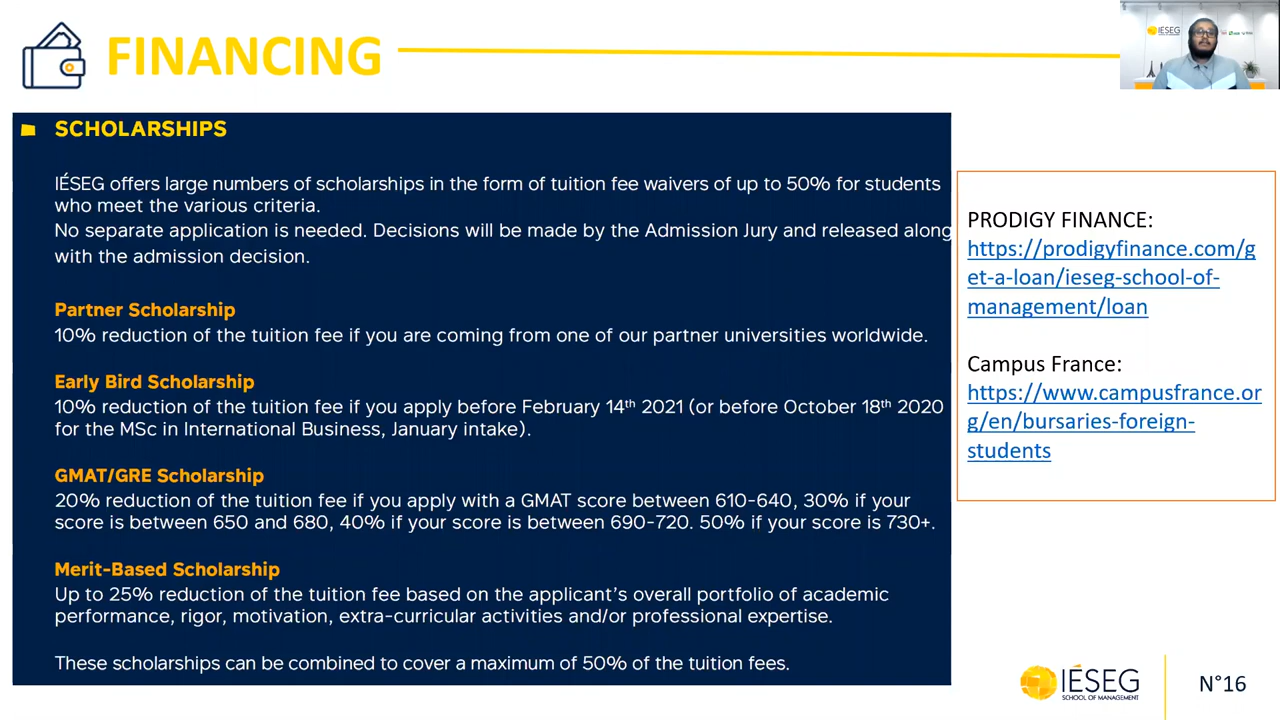 FINANCING
IÉSEG
SCHOLARSHIPS
IÉSEG offers large numbers of scholarships in the form of tuition fee waivers of up to 50% for students
who meet the various criteria.
No separate application is needed. Decisions will be made by the Admission Jury and released along
with the admission decision.
Partner Scholarship
10% reduction of the tuition fee if you are coming from one of our partner universities worldwide.
Early Bird Scholarship
10% reduction of the tuition fee if you apply before February 14th 2021 (or before October 18th 2020
for the MSc in International Business, January intake).
GMAT/GRE Scholarship
20% reduction of the tuition fee if you apply with a GMAT score between 610-640, 30% if your
score is between 650 and 680, 40% if your score is between 690-720. 50% if your score is 730+.
Merit-Based Scholarship
Up to 25% reduction of the tuition fee based on the applicant's overall portfolio of academic
performance, rigor, motivation, extra-curricular activities and/or professional expertise.
These scholarships can be combined to cover a maximum of 50% of the tuition fees.
PRODIGY FINANCE:
https://prodigyfinance.com/g
et-a-loan/ieseg-school-of-
management/loan
Campus France:
https://www.campusfrance.or
g/en/bursaries-foreign-
students
IÉSEG
SCHOOL OF MANAGEMENT
N°16